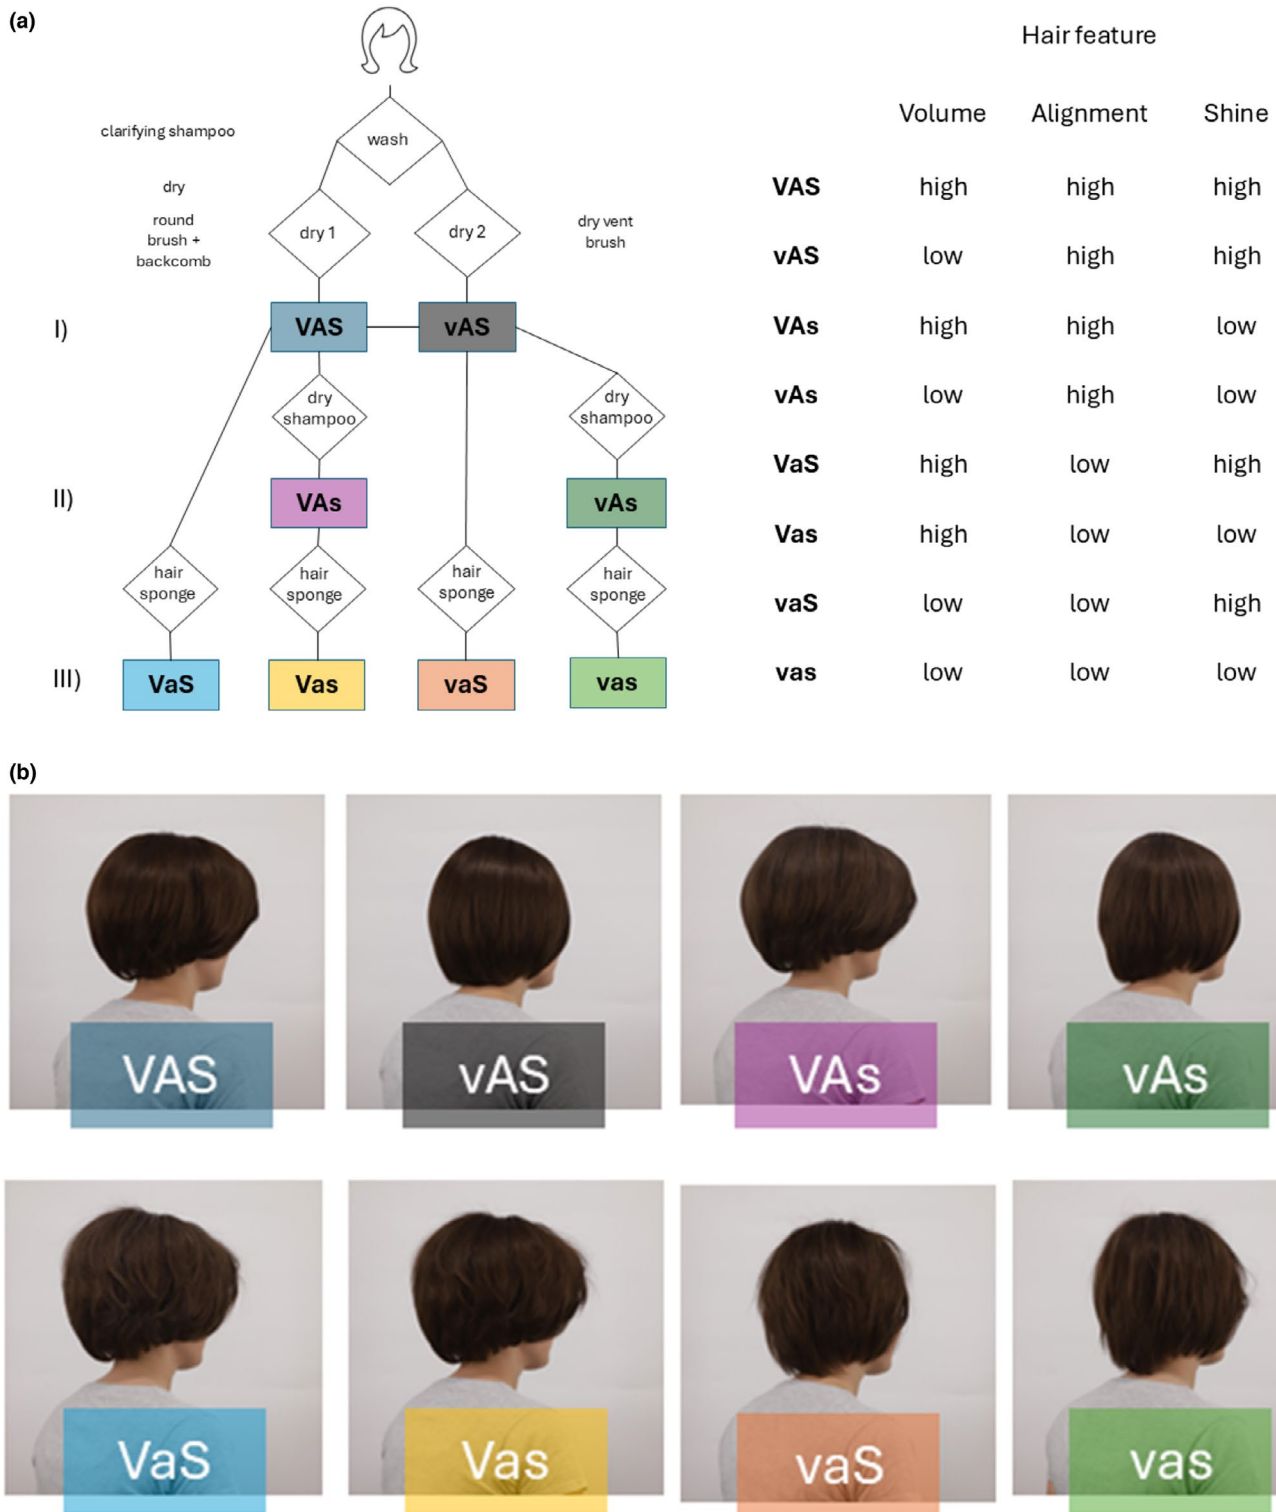 (a)
Hair feature
clarifying shampoo
wash
Volume Alignment Shine
dry
round
brush +
backcomb
dry 1
dry 2
dry vent
brush
VAS high high high
vAS low high high
VAs high high low
vAs low high low
VaS high low high
Vas high low low
vaS low low high
vas low low low
I)
VAS
vAS
dry
shampoo
dry
shampoo
II)
VAs
vAs
hair
sponge
hair
sponge
hair
sponge
hair
sponge
III)
VaS
Vas
vaS
vas
(b)
VAS
vAS
VAs
vAs
VaS
Vas
vaS
vas